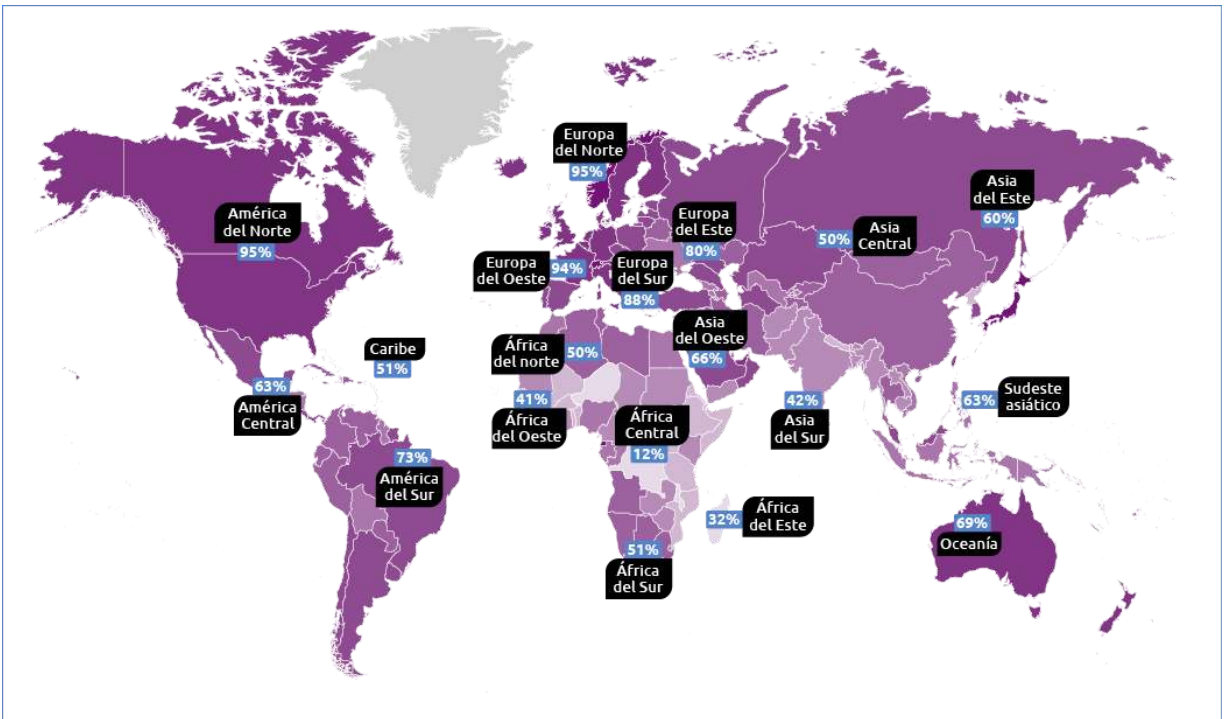 Europa
del Norte
95%
América
del Norte
95%
Europa
del Este
80%
Asia
del Este
60%
50%
Asia
Central
Europa
del Oeste
94%
Europa
del Sur
88%
Caribe
51%
África
del norte
50%
Asia
del Oeste
66%
63%
América
Central
41%
África
del Oeste
África
Central
12%
42%
Asia
del Sur
63%
Sudeste
asiático
73%
América
del Sur
32%
África
del Este
51%
África
del Sur
69%
Oceanía